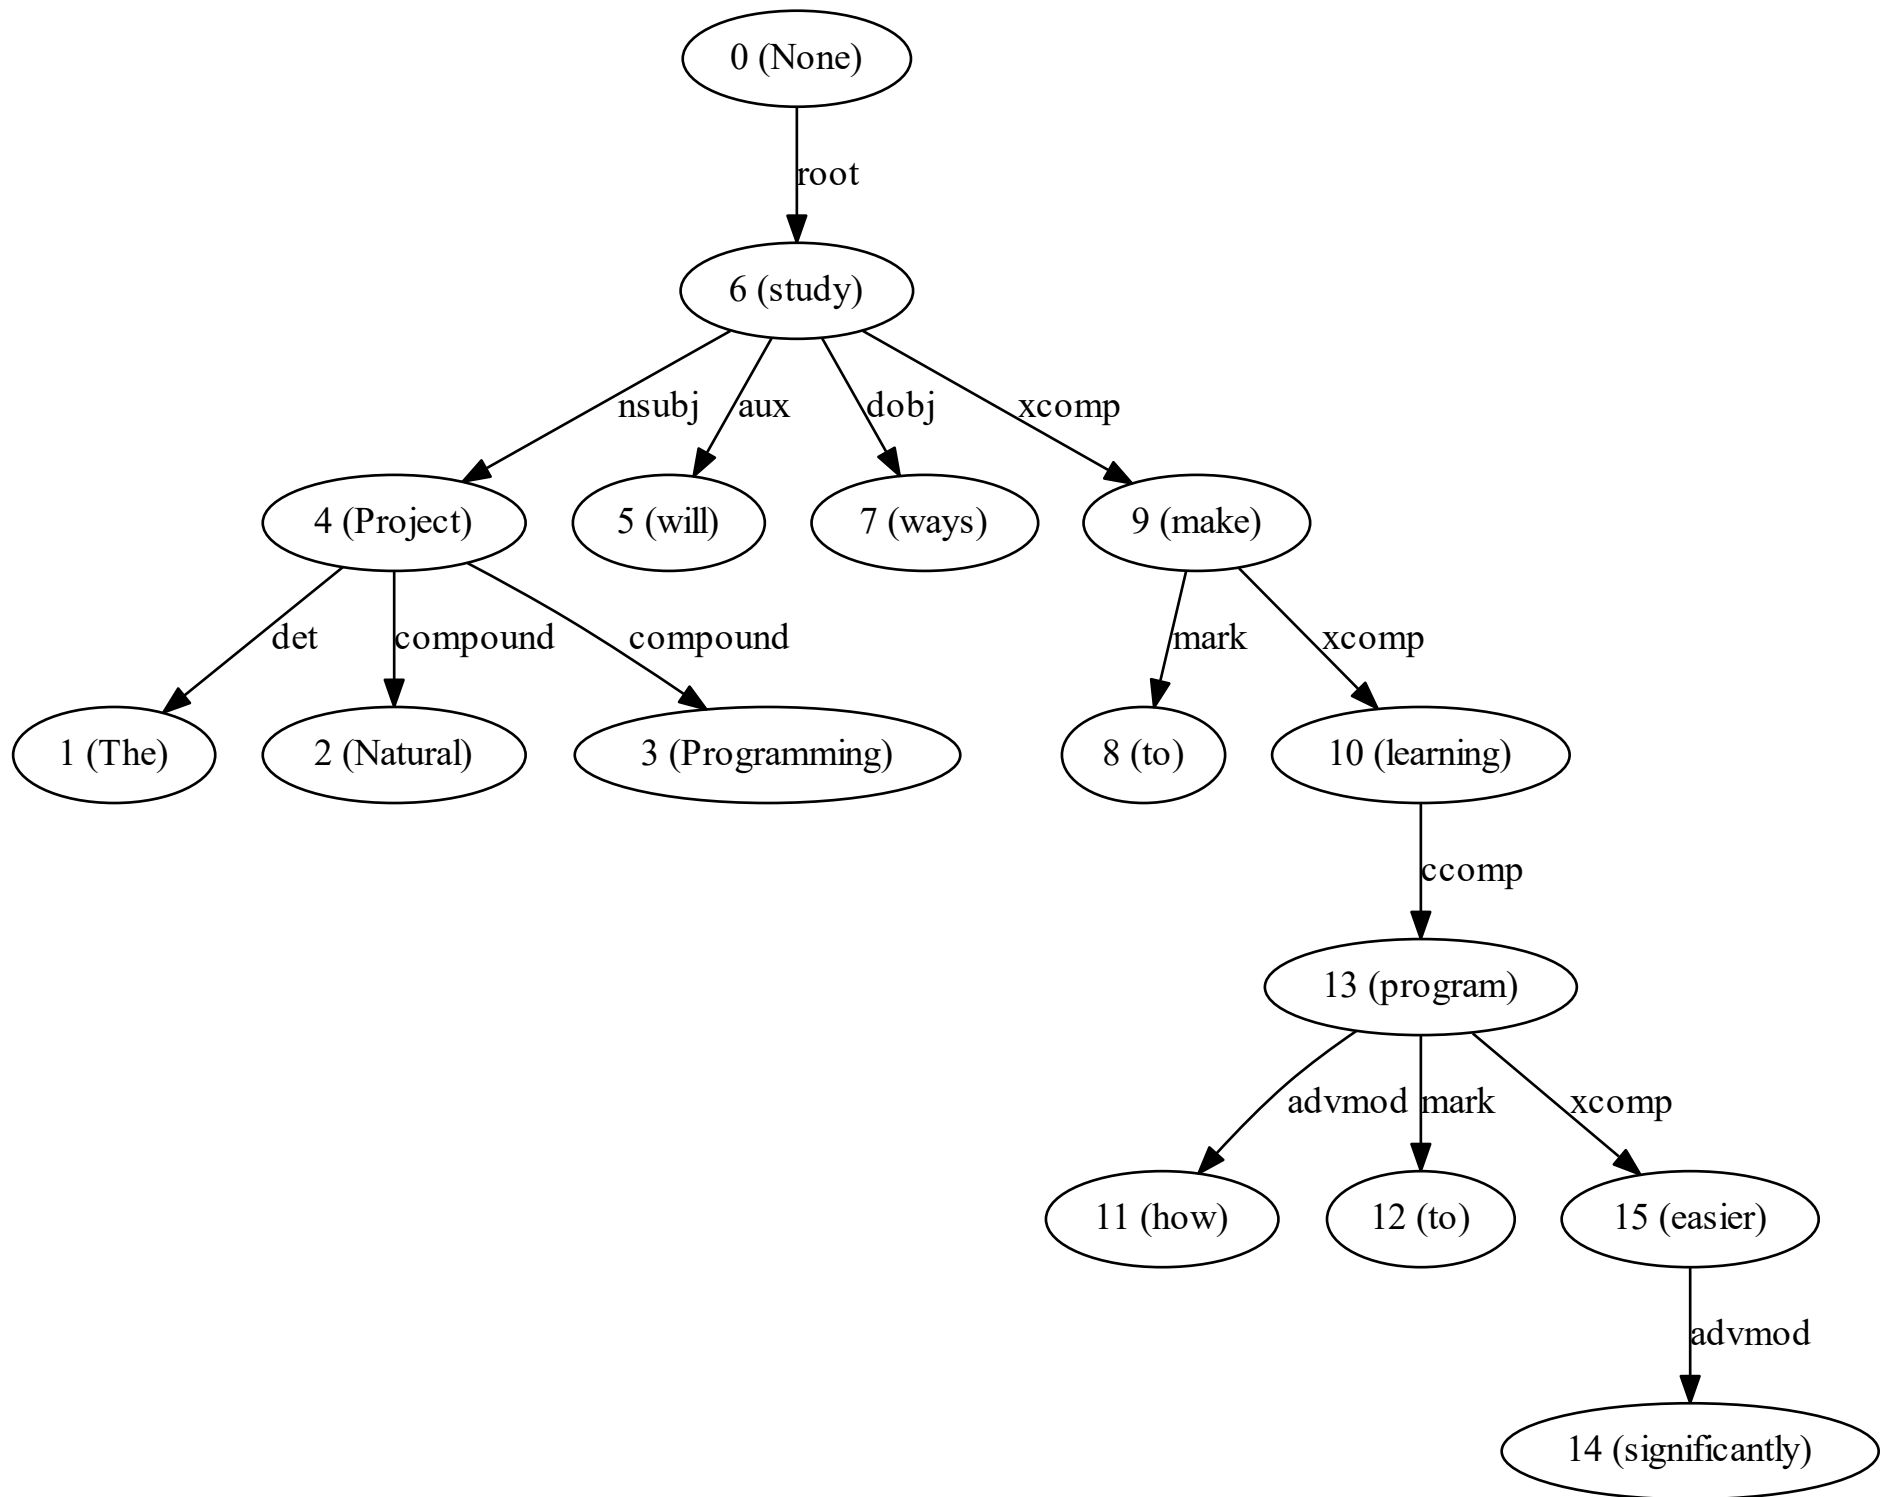 0 (None)
root
6 (study)
nsubj aux dobj xcomp
4 (Project) 5 (will) 7 (ways) 9 (make)
det compound compound mark xcomp
1 (The) 2 (Natural) 3 (Programming) 8 (to) 10 (learning)
ccomp
13 (program)
advmod mark xcomp
11 (how) 12 (to) 15 (easier)
advmod
14 (significantly)